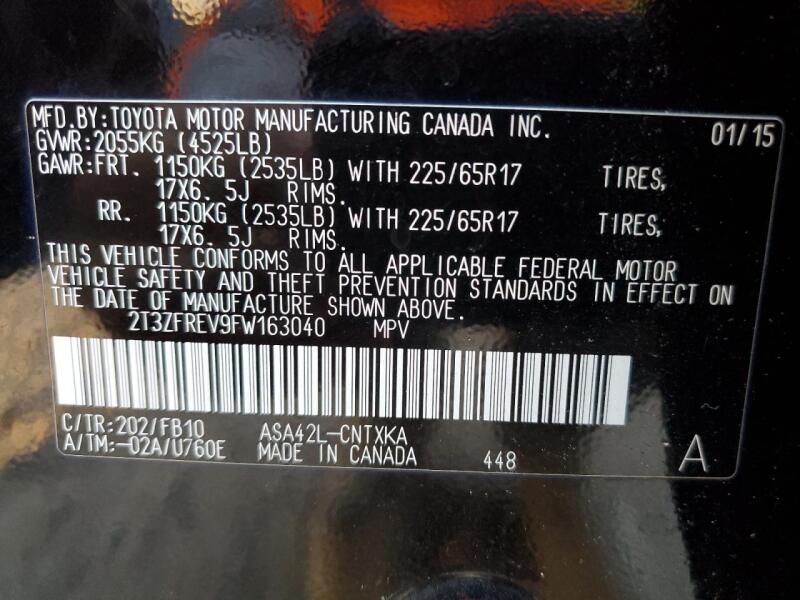 MFD.BY:TOYOTA MOTOR MANUFACTURING CANADA INC. 01/15
GVWR:2055KG (4525LB)
GAWR:FRT. 1150KG (2535LB) WITH 225/65R17 TIRES,
17X6. 5J RIMS.
RR. 1150KG (2535LB) WITH 225/65R17 TIRES,
17X6. 5J RIMS.
THIS VEHICLE CONFORMS TO ALL APPLICABLE FEDERAL MOTOR
VEHICLE SAFETY AND THEFT PREVENTION STANDARDS IN EFFECT ON
THE DATE OF MANUFACTURE SHOWN ABOVE.
2T3ZFREV9FW163040 MPV
C/TR:202/FB10 ASA42L-CNTXKA
A/TM:-02A/U760E MADE IN CANADA 448 A